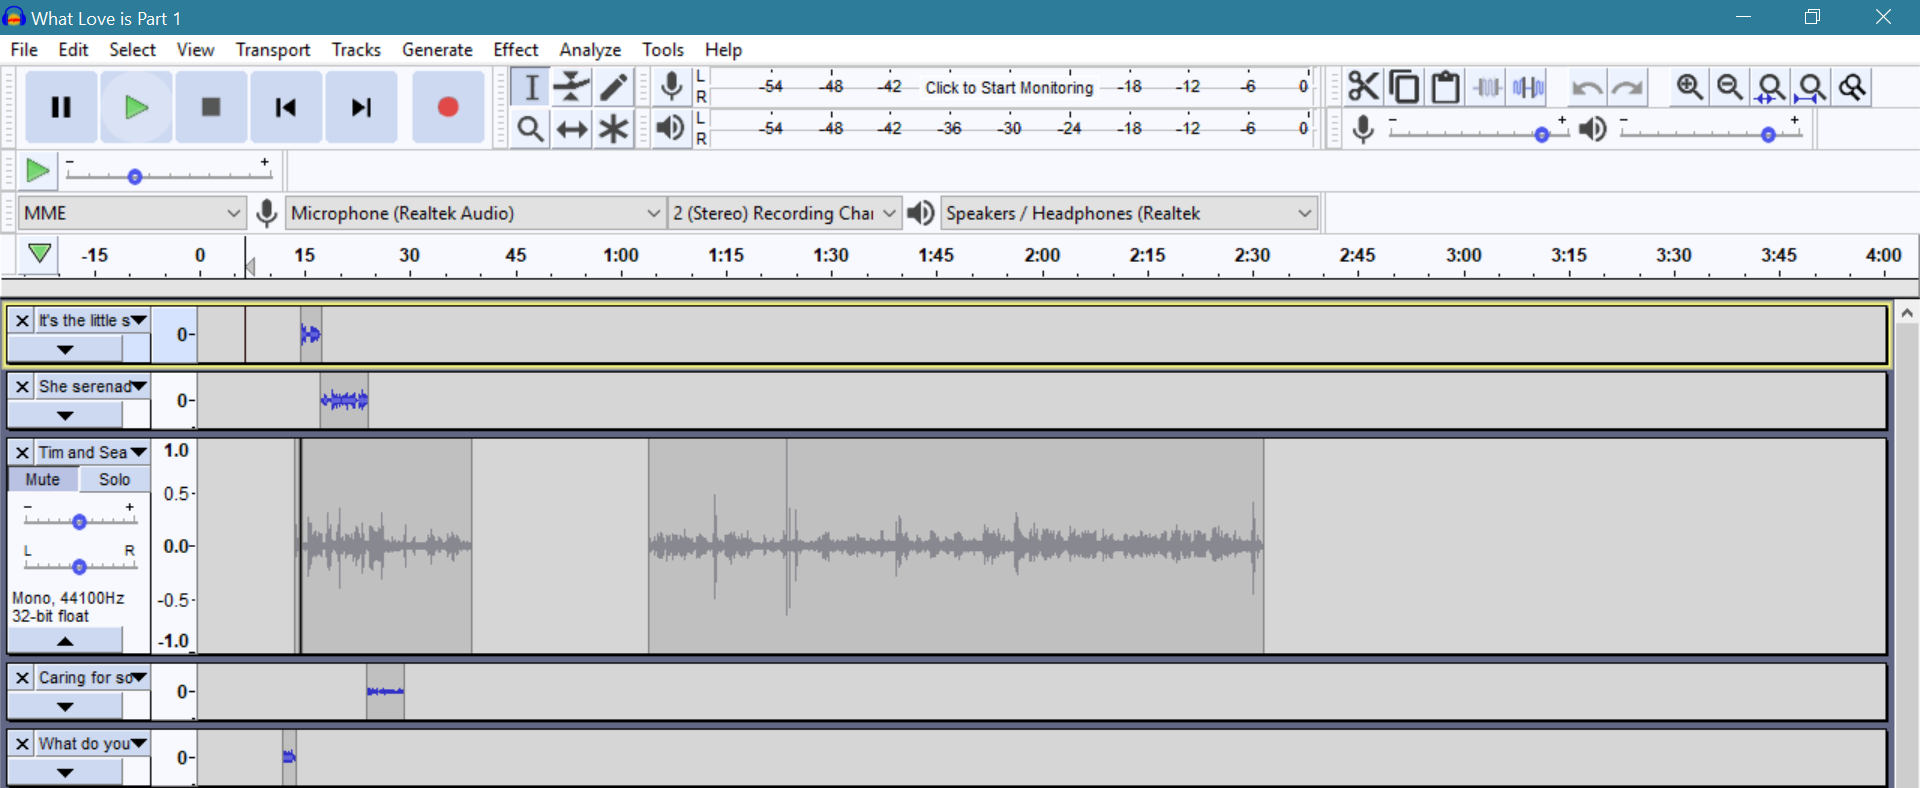 What Love is Part 1
File Edit Select View Transport Tracks Generate Effect Analyze Tools Help
L
R
-54 -48 -42 Click to Start Monitoring -18 -12 -6 0
L
R
-54 -48 -42 -36 -30 -24 -18 -12 -6 0
- +
- +
- +
MME
Microphone (Realtek Audio)
2 (Stereo) Recording Chai
Speakers / Headphones (Realtek
-15 0 15 30 45 1:00 1:15 1:30 1:45 2:00 2:15 2:30 2:45 3:00 3:15 3:30 3:45 4:00
It's the little s
0-
She serenad
0-
Tim and Sea
Mute Solo
- +
L R
Mono, 44100Hz
32-bit float
1.0
0.5-
0.0-
-0.5-
-1.0
Caring for so
0-
What do you
0-